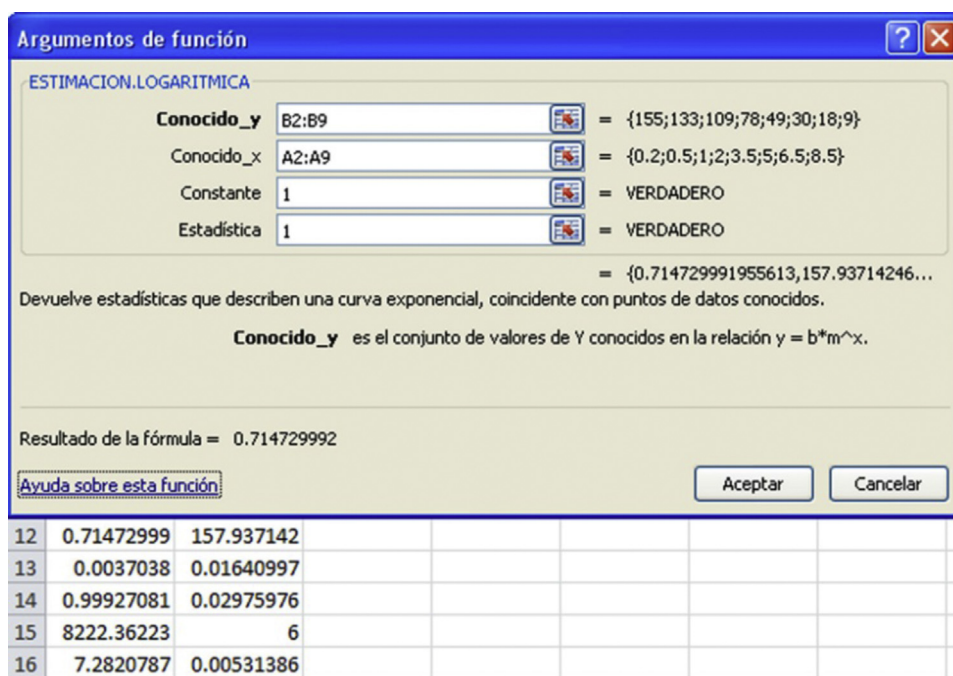 Argumentos de función
ESTIMACION.LOGARITMICA
Conocido_y B2:B9 = {155;133;109;78;49;30;18;9}
Conocido_x A2:A9 = {0.2;0.5;1;2;3.5;5;6.5;8.5}
Constante 1 = VERDADERO
Estadística 1 = VERDADERO
= {0.714729991955613,157.93714246...
Devuelve estadísticas que describen una curva exponencial, coincidente con puntos de datos conocidos.
Conocido_y es el conjunto de valores de Y conocidos en la relación y = b*m^x.
Resultado de la fórmula = 0.714729992
Ayuda sobre esta función
Aceptar Cancelar
12 0.71472999 157.937142
13 0.0037038 0.01640997
14 0.99927081 0.02975976
15 8222.36223 6
16 7.2820787 0.00531386